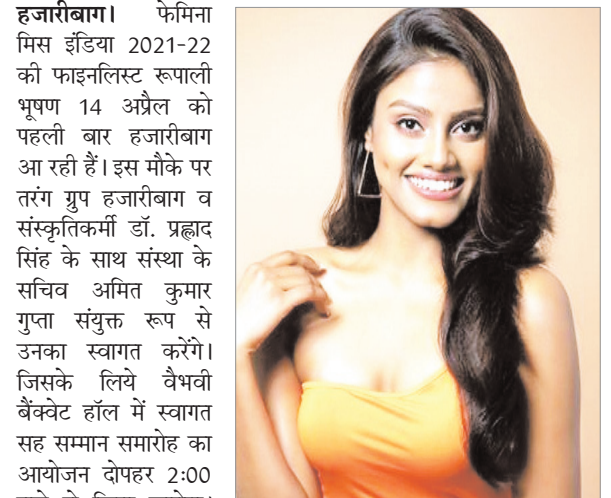 हजारीबाग। फेमिना
मिस इंडिया 2021-22
की फाइनलिस्ट रूपाली
भूषण 14 अप्रैल को
पहली बार हजारीबाग
आ रही हैं। इस मौके पर
तरंग ग्रुप हजारीबाग व
संस्कृतिकर्मी डॉ. प्रह्लाद
सिंह के साथ संस्था के
सचिव अमित कुमार
गुप्ता संयुक्त रूप से
उनका स्वागत करेंगे।
जिसके लिये वैभवी
बैंक्वेट हॉल में स्वागत
सह सम्मान समारोह का
आयोजन दोपहर 2:00